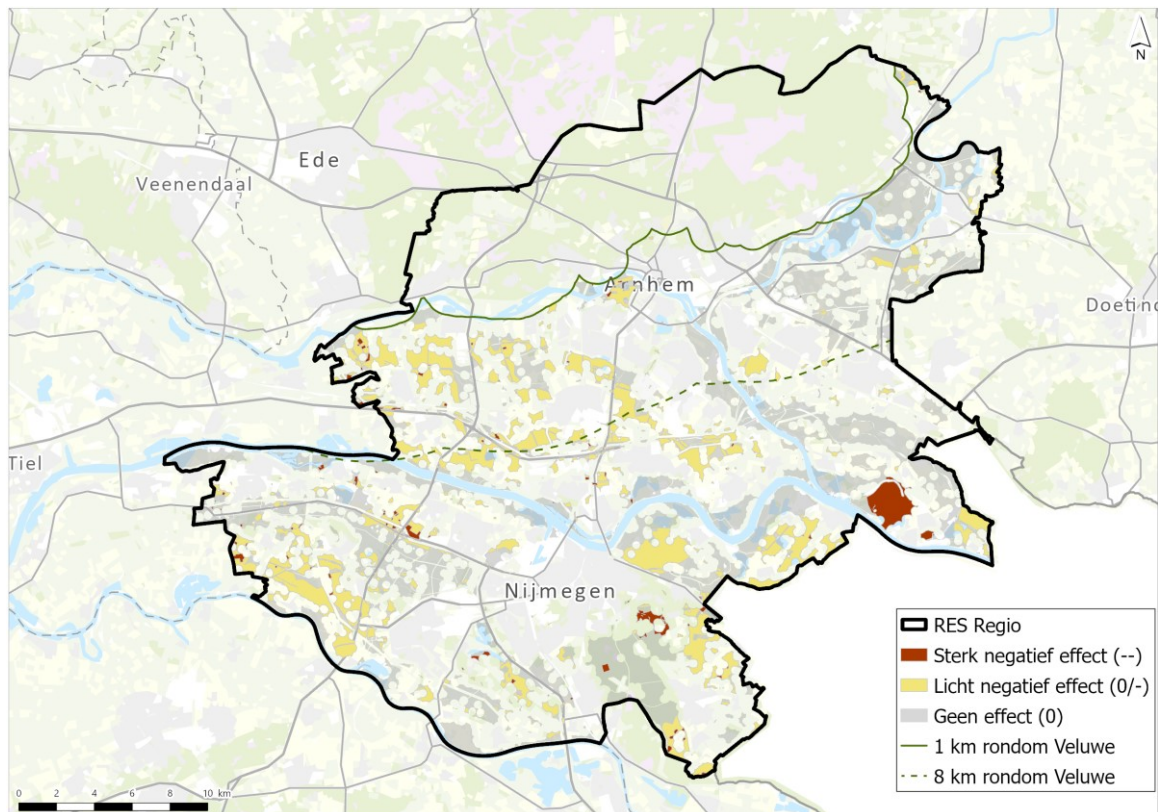 N
Ede
Veenendaal
Arnhem
Doetinc
Tiel
Nijmegen
RES Regio
Sterk negatief effect (--)
Licht negatief effect (0/-)
Geen effect (0)
1 km rondom Veluwe
8 km rondom Veluwe
0 2 4 6 8 10 km